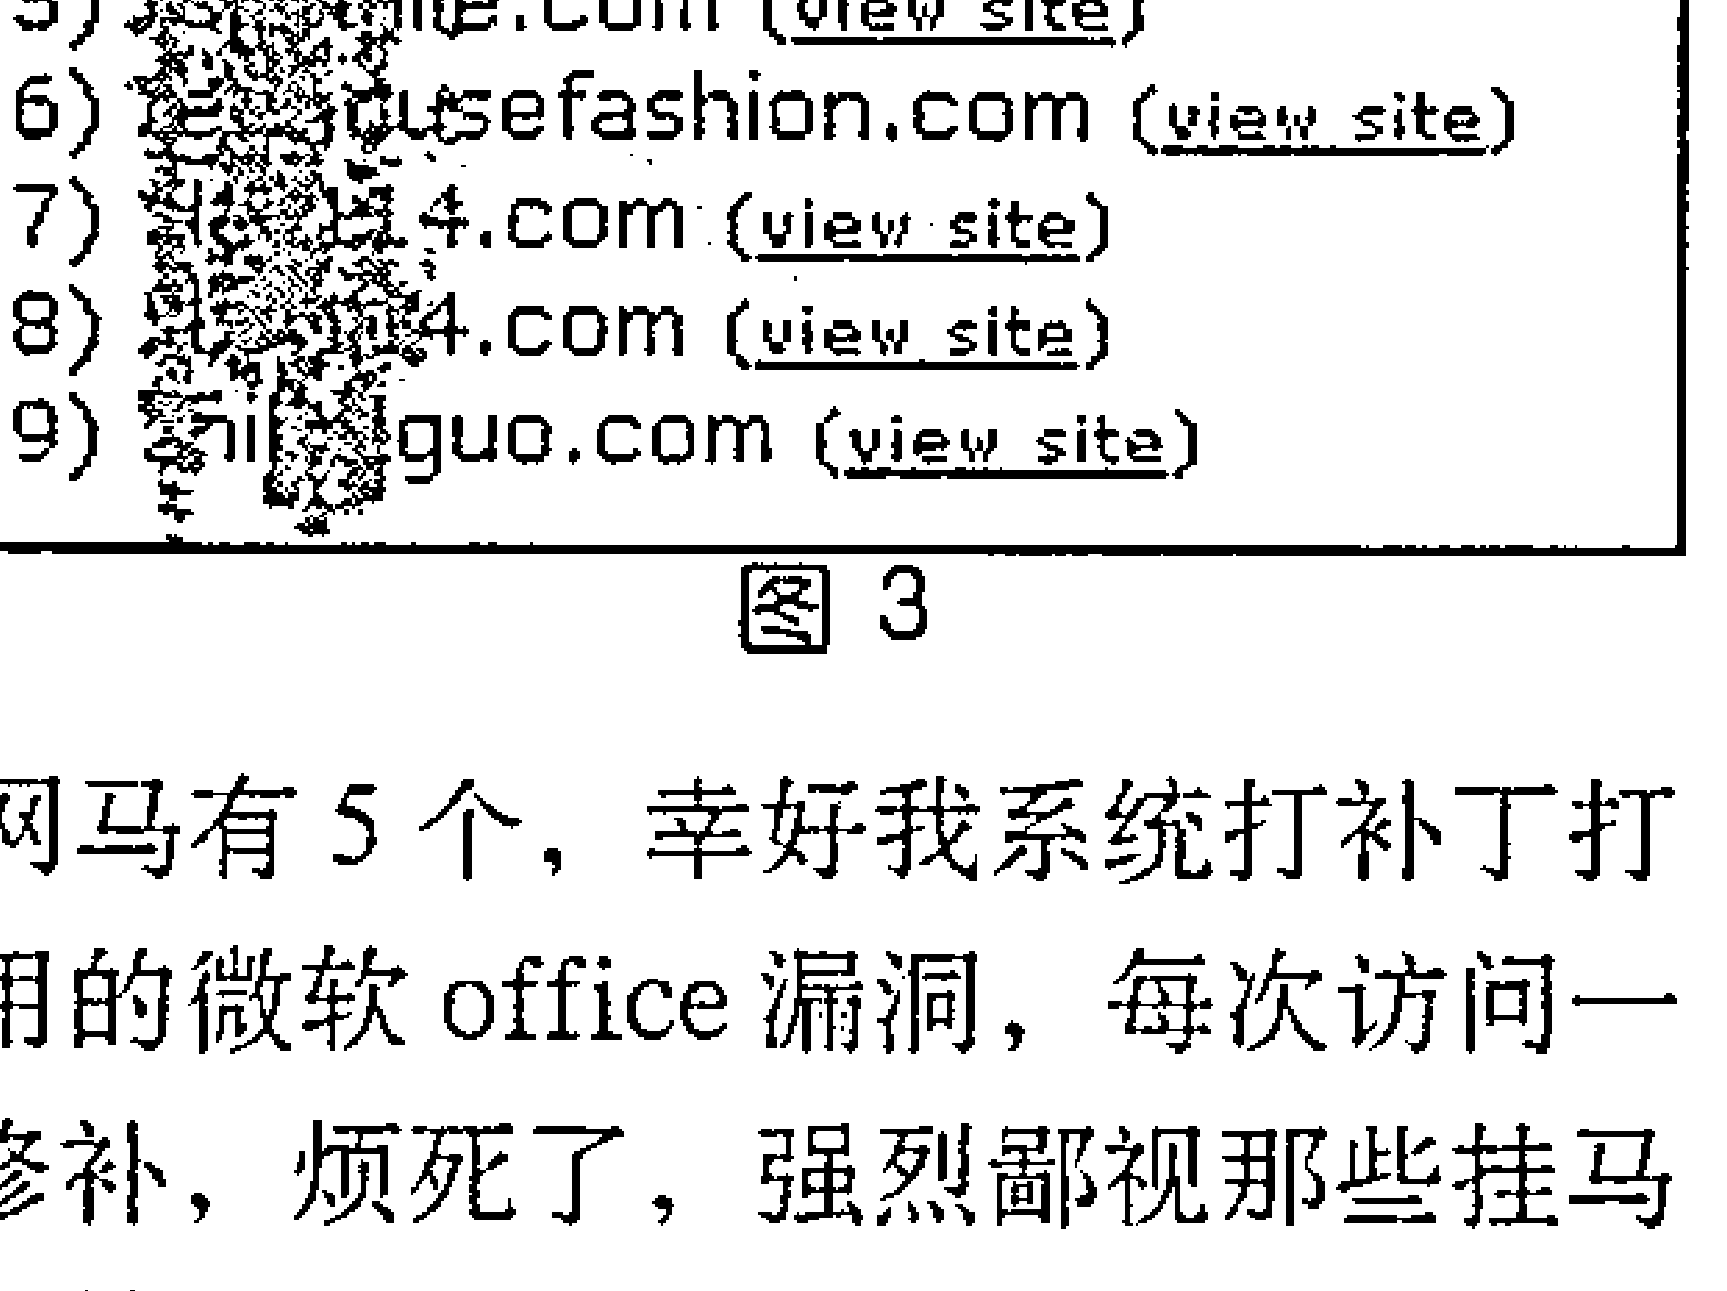 6) cusefashion.com (view site)
7) 4.com (view site)
8) 4.com (view site)
9) guo.com (view site)
图 3
网马有 5 个，幸好我系统打补丁打
用的微软 office 漏洞，每次访问一
修补，烦死了，强烈鄙视那些挂马